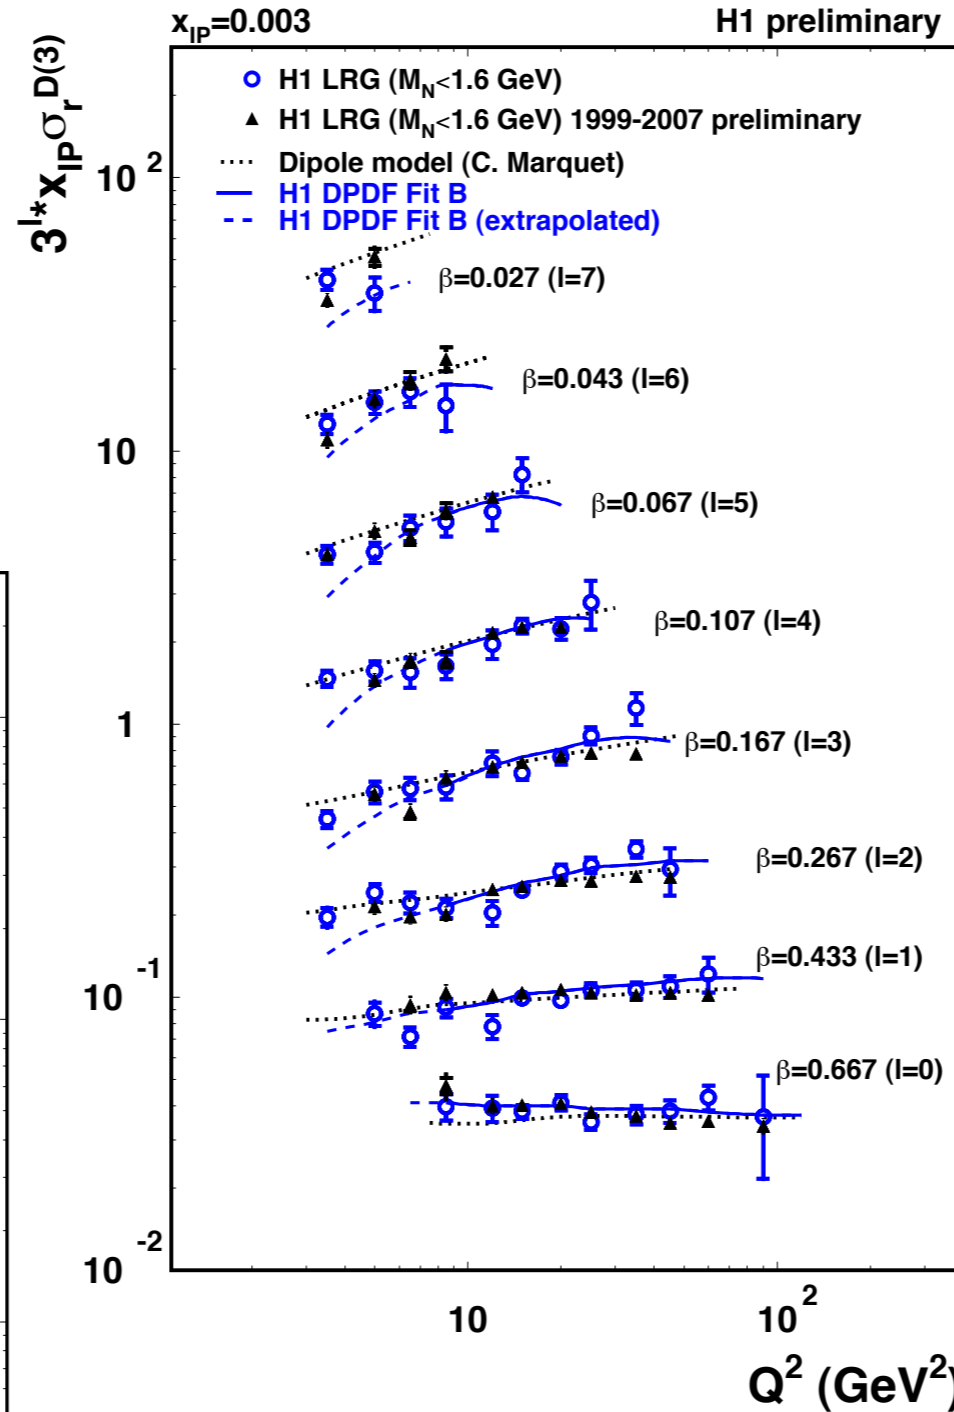 x_IP=0.003 H1 preliminary
3^l*x_IPσ_r^D(3)
H1 LRG (M_N<1.6 GeV)
H1 LRG (M_N<1.6 GeV) 1999-2007 preliminary
Dipole model (C. Marquet)
H1 DPDF Fit B
H1 DPDF Fit B (extrapolated)
10^2
β=0.027 (l=7)
β=0.043 (l=6)
10
β=0.067 (l=5)
β=0.107 (l=4)
1
β=0.167 (l=3)
β=0.267 (l=2)
β=0.433 (l=1)
10^-1
β=0.667 (l=0)
10^-2
10 10^2
Q^2 (GeV^2)